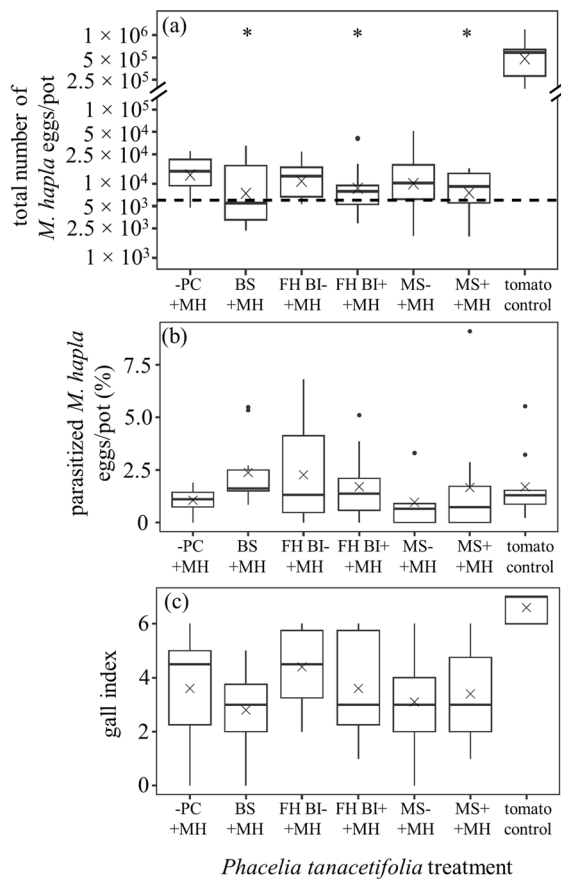 (a)
total number of
M. hapla eggs/pot
1 × 10⁶
5 × 10⁵
2.5 × 10⁵
1 × 10⁵
5 × 10⁴
2.5 × 10⁴
1 × 10⁴
5 × 10³
2.5 × 10³
1 × 10³
* * *
-PC BS FH BI- FH BI+ MS- MS+ tomato
+MH +MH +MH +MH +MH +MH control
(b)
parasitized M. hapla
eggs/pot (%)
7.5
5.0
2.5
0
-PC BS FH BI- FH BI+ MS- MS+ tomato
+MH +MH +MH +MH +MH +MH control
(c)
gall index
6
4
2
0
-PC BS FH BI- FH BI+ MS- MS+ tomato
+MH +MH +MH +MH +MH +MH control
Phacelia tanacetifolia treatment